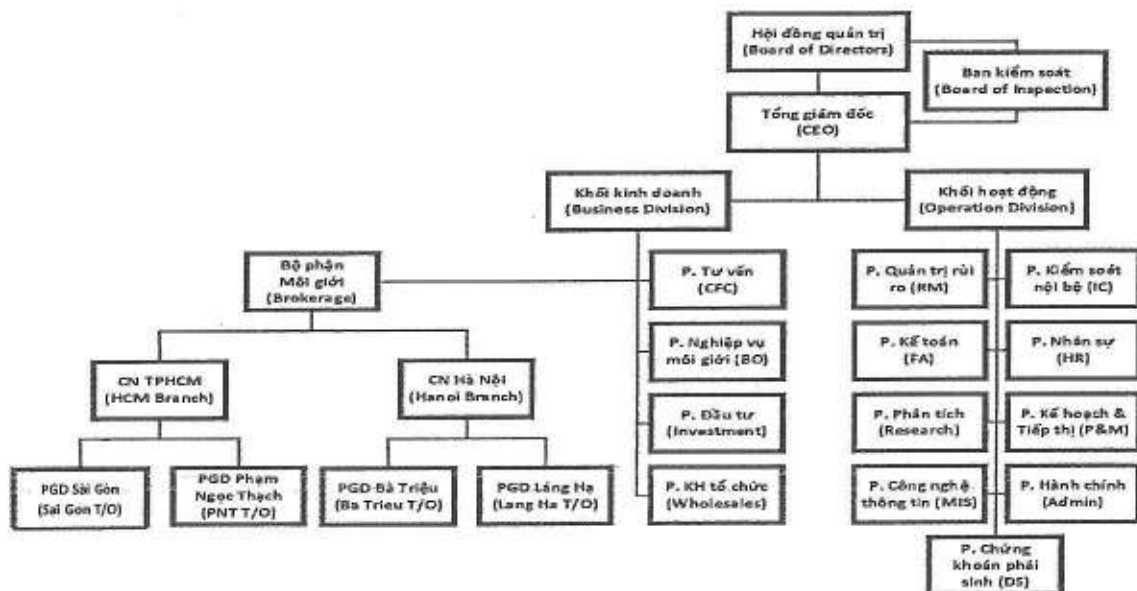 Hội đồng quản trị
(Board of Directors)
Ban kiểm soát
(Board of Inspection)
Tổng giám đốc
(CEO)
Khối kinh doanh
(Business Division)
Khối hoạt động
(Operation Division)
Bộ phận
Môi giới
(Brokerage)
P. Tư vấn
(CFC)
P. Quản trị rủi
ro (RM)
P. Kiểm soát
nội bộ (IC)
P. Nghiệp vụ
môi giới (BO)
P. Kế toán
(FA)
P. Nhân sự
(HR)
CN TPHCM
(HCM Branch)
CN Hà Nội
(Hanoi Branch)
P. Đầu tư
(Investment)
P. Phân tích
(Research)
P. Kế hoạch &
Tiếp thị (P&M)
PGD Sài Gòn
(Sai Gon T/O)
PGD Phạm
Ngọc Thạch
(PNT T/O)
PGD Bà Triệu
(Ba Trieu T/O)
PGD Láng Hạ
(Lang Ha T/O)
P. KH tổ chức
(Wholesales)
P. Công nghệ
thông tin (MIS)
P. Hành chính
(Admin)
P. Chứng
khoán phái
sinh (DS)